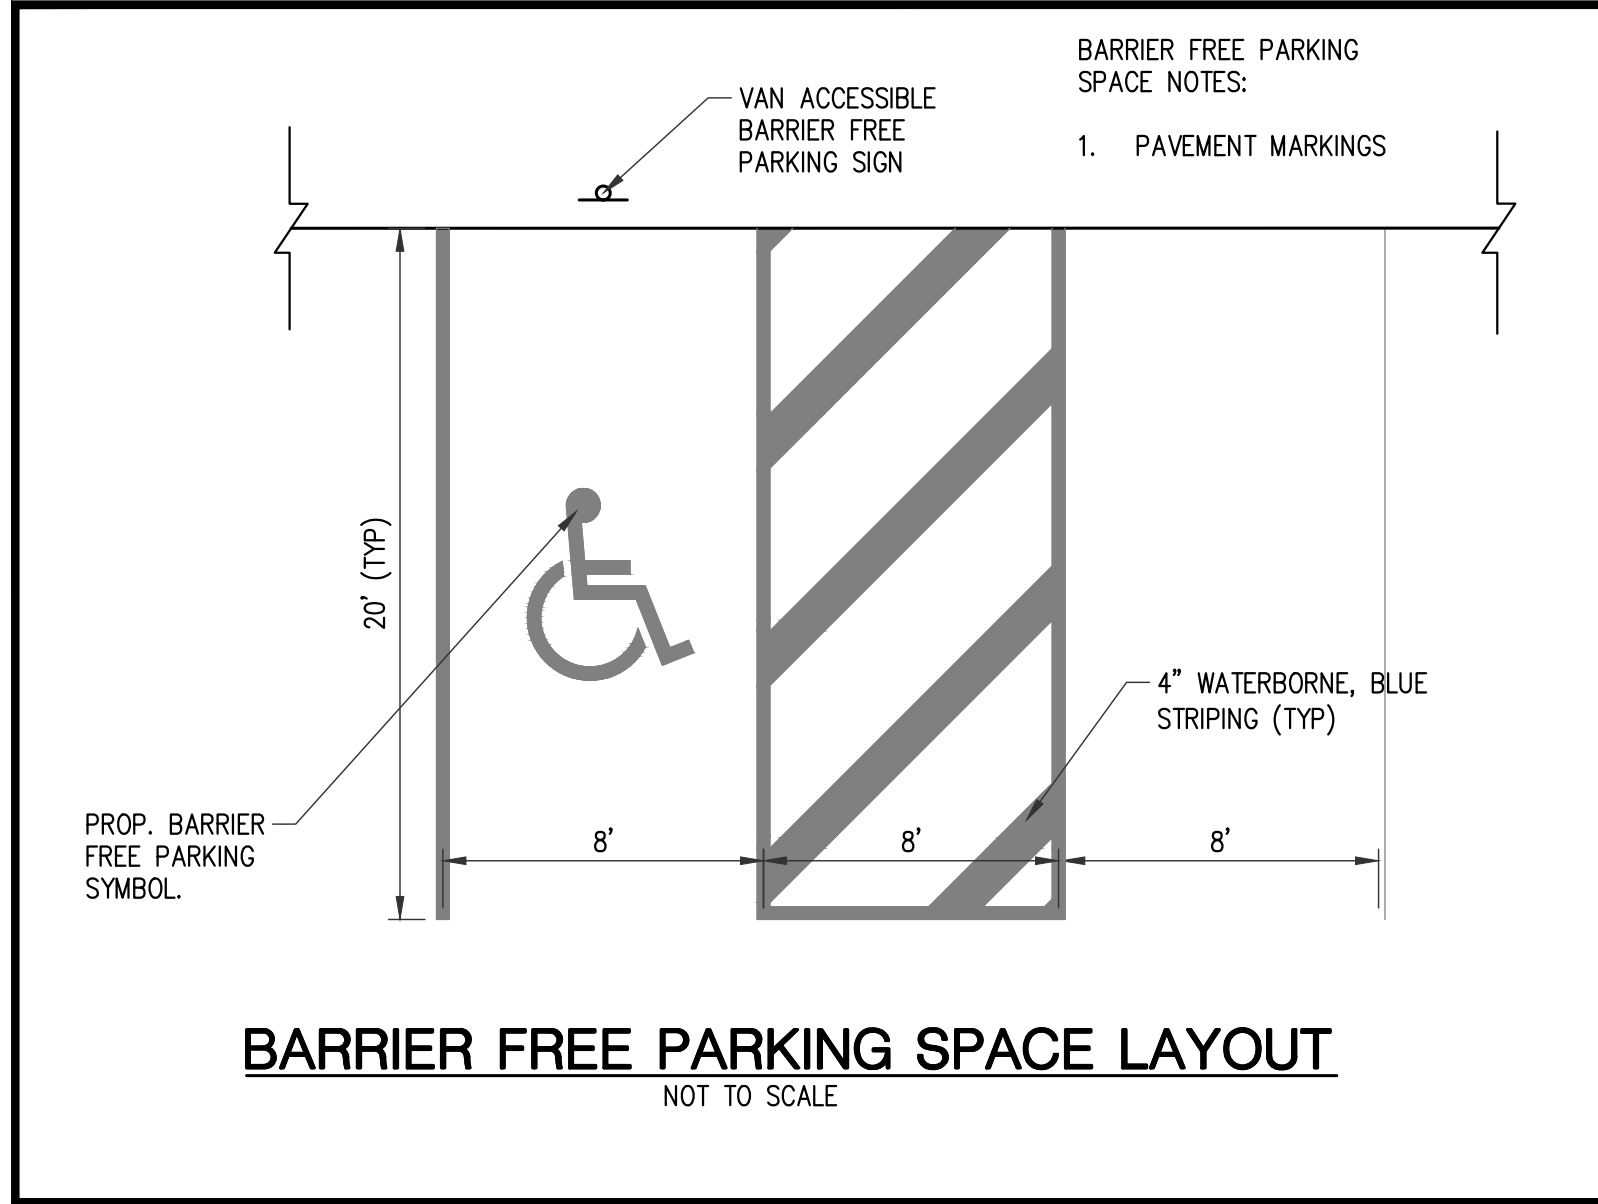 BARRIER FREE PARKING
SPACE NOTES:
1. PAVEMENT MARKINGS
VAN ACCESSIBLE
BARRIER FREE
PARKING SIGN
20' (TYP)
4" WATERBORNE, BLUE
STRIPING (TYP)
PROP. BARRIER
FREE PARKING
SYMBOL.
8' 8' 8'
BARRIER FREE PARKING SPACE LAYOUT
NOT TO SCALE